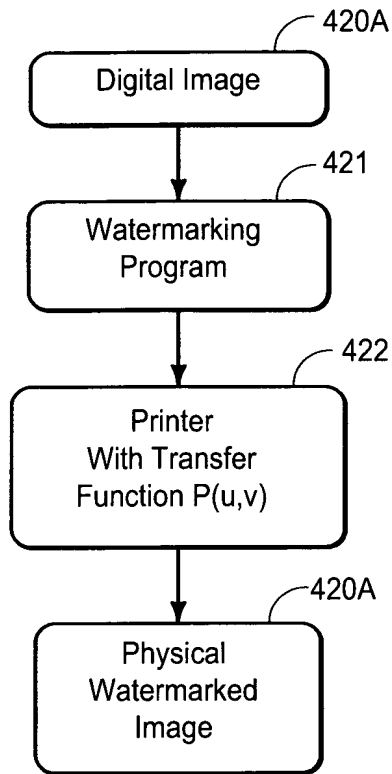 420A
Digital Image
421
Watermarking
Program
422
Printer
With Transfer
Function P(u,v)
420A
Physical
Watermarked
Image